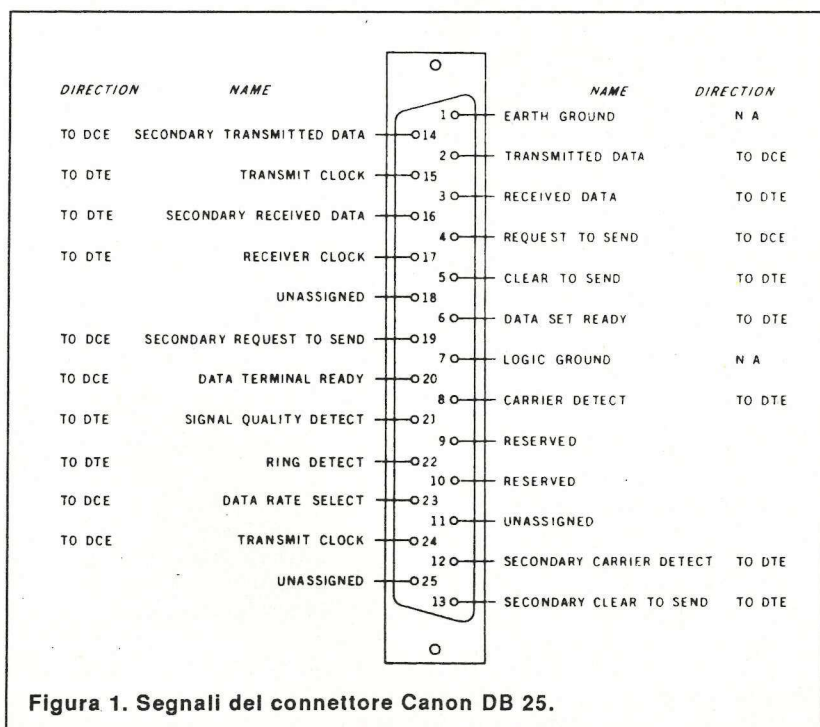 DIRECTION NAME NAME DIRECTION
1 EARTH GROUND N A
TO DCE SECONDARY TRANSMITTED DATA 14
2 TRANSMITTED DATA TO DCE
TO DTE TRANSMIT CLOCK 15
3 RECEIVED DATA TO DTE
TO DTE SECONDARY RECEIVED DATA 16
4 REQUEST TO SEND TO DCE
TO DTE RECEIVER CLOCK 17
5 CLEAR TO SEND TO DTE
UNASSIGNED 18
6 DATA SET READY TO DTE
TO DCE SECONDARY REQUEST TO SEND 19
7 LOGIC GROUND N A
TO DCE DATA TERMINAL READY 20
8 CARRIER DETECT TO DTE
TO DTE SIGNAL QUALITY DETECT 21
9 RESERVED
TO DTE RING DETECT 22
10 RESERVED
TO DCE DATA RATE SELECT 23
11 UNASSIGNED
TO DCE TRANSMIT CLOCK 24
12 SECONDARY CARRIER DETECT TO DTE
UNASSIGNED 25
13 SECONDARY CLEAR TO SEND TO DTE
Figura 1. Segnali del connettore Canon DB 25.